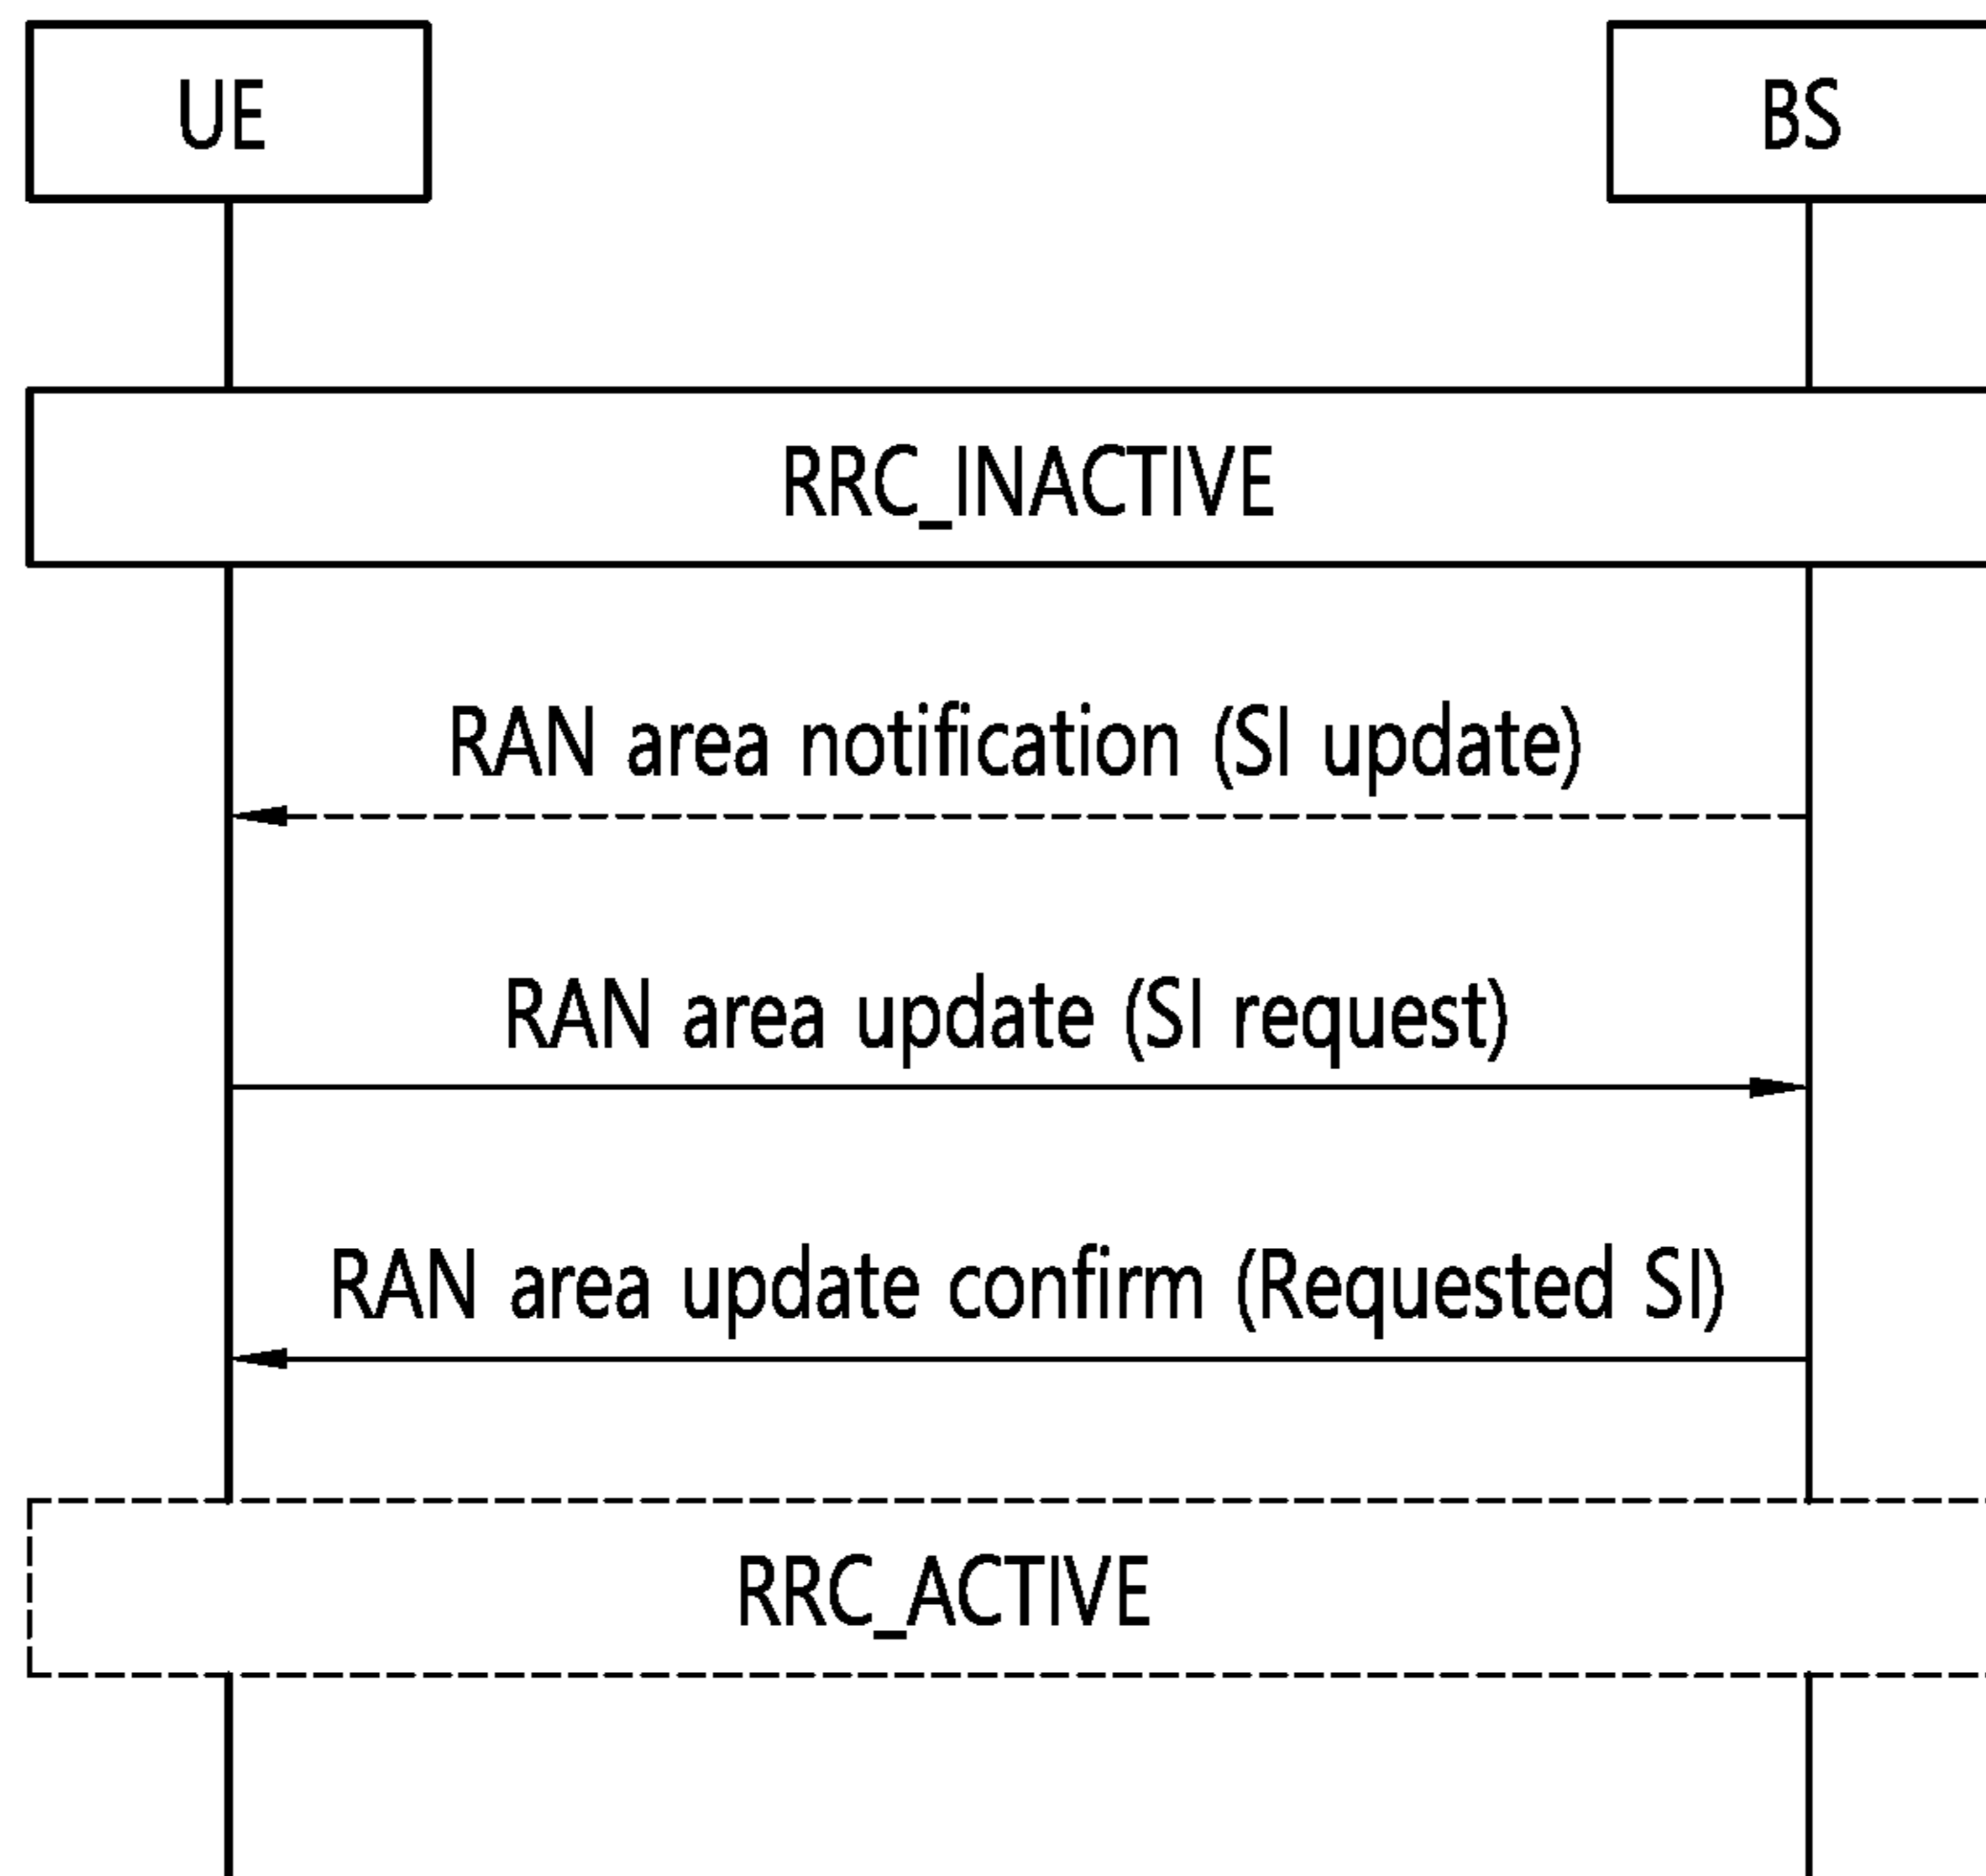 UE
BS
RRC_INACTIVE
RAN area notification (SI update)
RAN area update (SI request)
RAN area update confirm (Requested SI)
RRC_ACTIVE